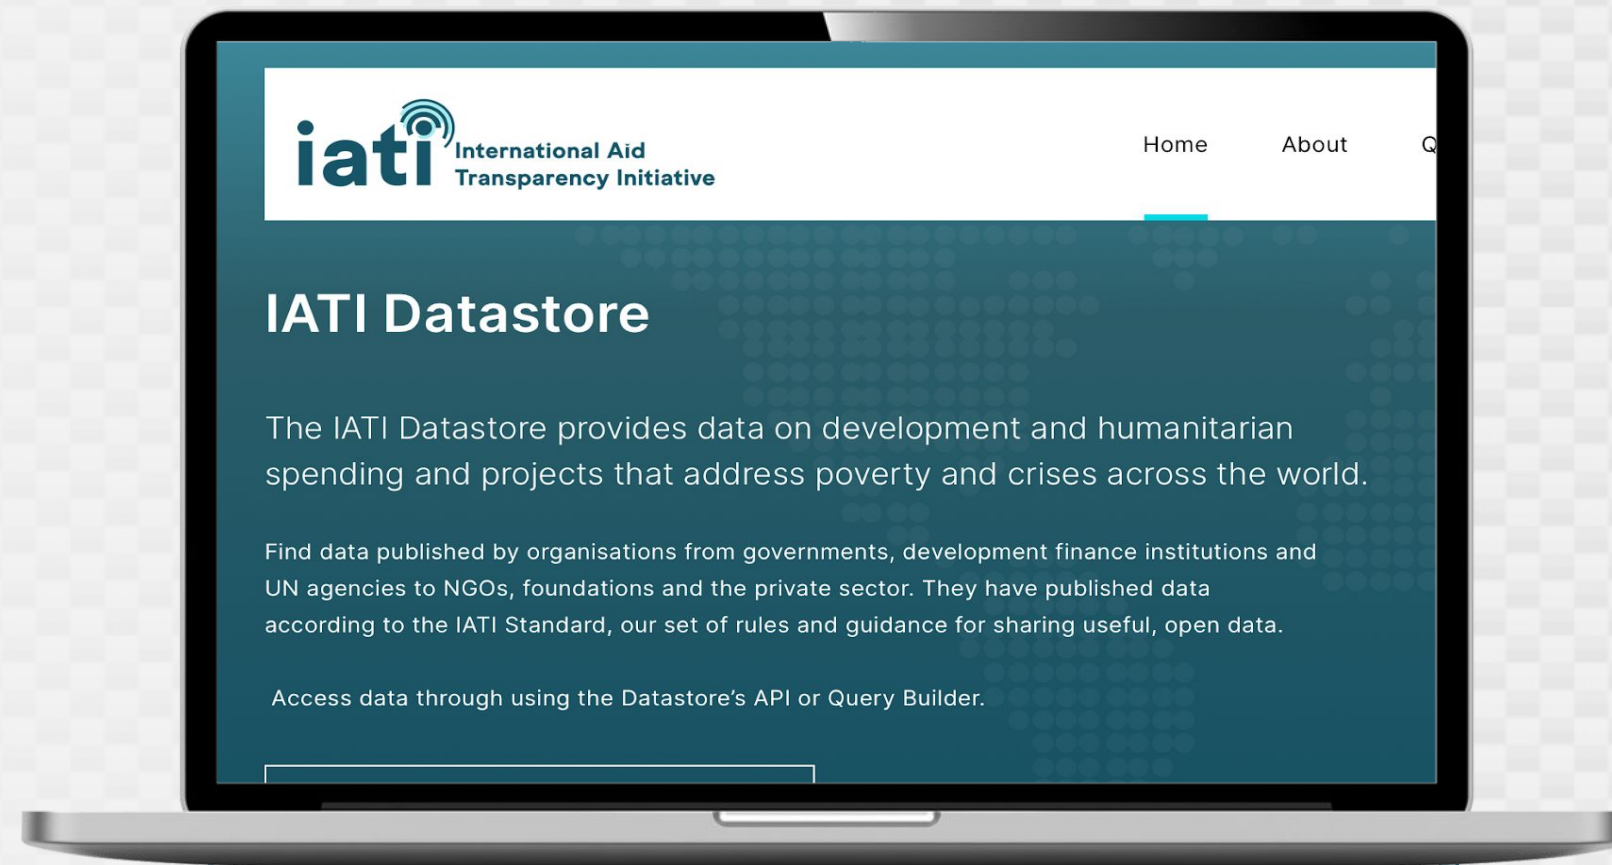 iati International Aid
Transparency Initiative
Home About Q
IATI Datastore
The IATI Datastore provides data on development and humanitarian
spending and projects that address poverty and crises across the world.
Find data published by organisations from governments, development finance institutions and
UN agencies to NGOs, foundations and the private sector. They have published data
according to the IATI Standard, our set of rules and guidance for sharing useful, open data.
Access data through using the Datastore’s API or Query Builder.